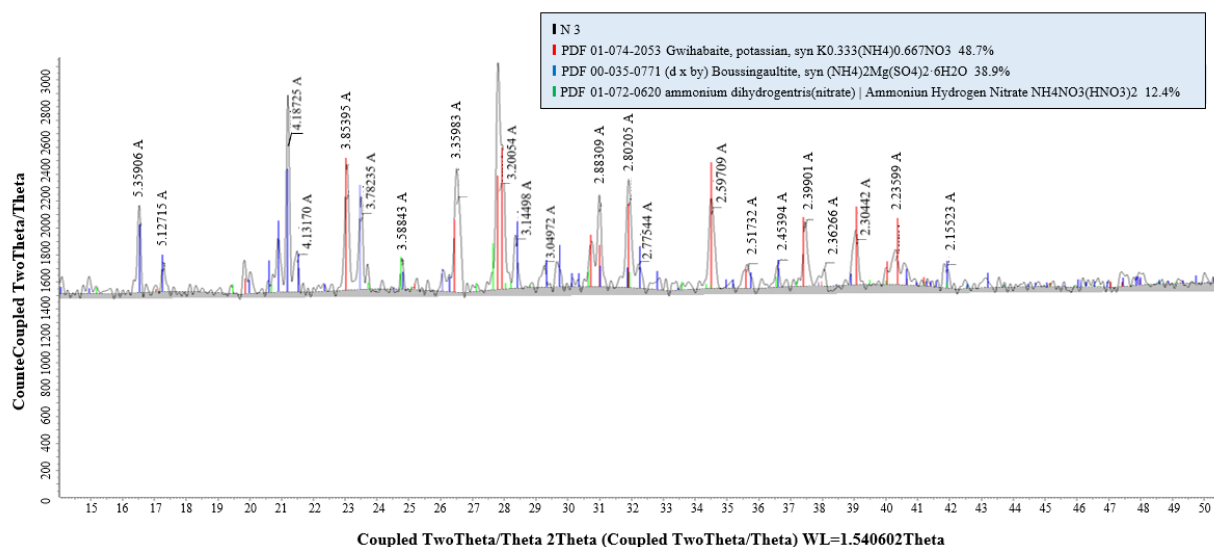 N 3
PDF 01-074-2053 Gwihabaite, potassian, syn K0.333(NH4)0.667NO3 48.7%
PDF 00-035-0771 (d x by) Boussingaultite, syn (NH4)2Mg(SO4)2·6H2O 38.9%
PDF 01-072-0620 ammonium dihydrogentris(nitrate) | Ammoniun Hydrogen Nitrate NH4NO3(HNO3)2 12.4%
CounteCoupled TwoTheta/Theta
3000
2800
2600
2400
2200
2000
1800
1600
1400
1200
1000
800
600
400
200
0
5.35906 A
5.12715 A
4.18725 A
4.13170 A
3.85395 A
3.78235 A
3.58843 A
3.35983 A
3.20054 A
3.14498 A
3.04972 A
2.88309 A
2.80205 A
2.77544 A
2.59709 A
2.51732 A
2.45394 A
2.39901 A
2.36266 A
2.30442 A
2.23599 A
2.15523 A
15 17 18 19 20 21 22 23 24 25 26 27 28 29 30 31 32 33 34 35 36 37 38 39 40 41 42 43 44 45 46 47 48 49 50
Coupled TwoTheta/Theta 2Theta (Coupled TwoTheta/Theta) WL=1.540602Theta